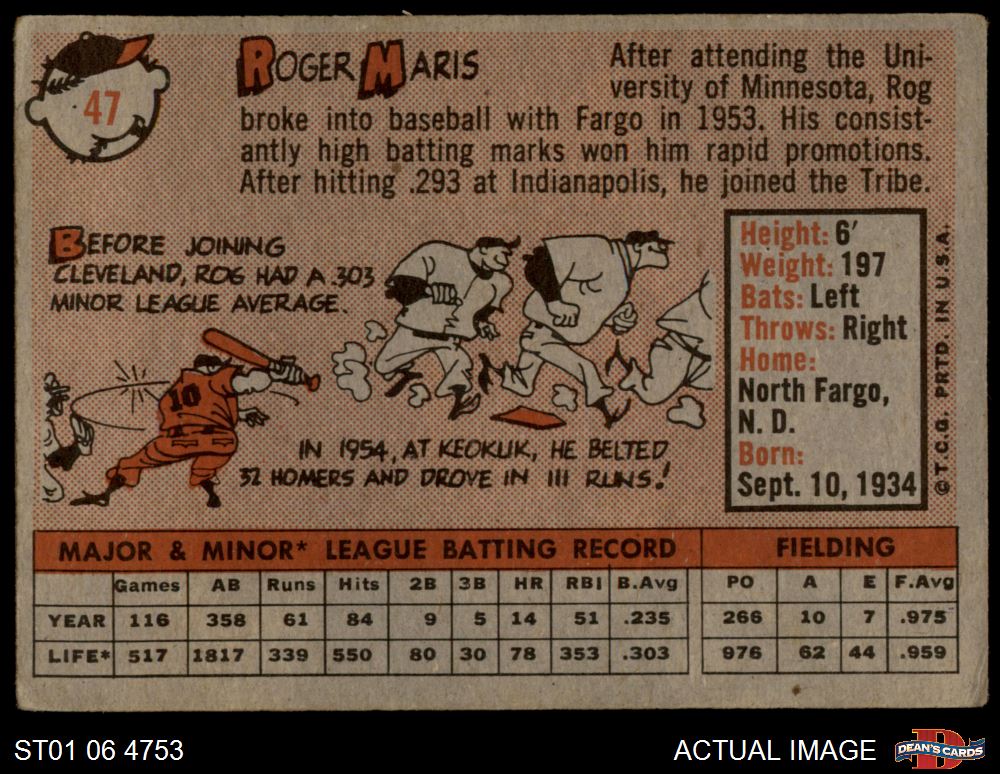 47
ROGER MARIS
After attending the Uni-
versity of Minnesota, Rog
broke into baseball with Fargo in 1953. His consist-
antly high batting marks won him rapid promotions.
After hitting .293 at Indianapolis, he joined the Tribe.
BEFORE JOINING
CLEVELAND, ROG HAD A .303
MINOR LEAGUE AVERAGE.
10
IN 1954, AT KEOKUK, HE BELTED
32 HOMERS AND DROVE IN 111 RUNS!
Height: 6'
Weight: 197
Bats: Left
Throws: Right
Home:
North Fargo,
N. D.
Born:
Sept. 10, 1934
© T.C.G. PRTD. IN U.S.A.
MAJOR & MINOR* LEAGUE BATTING RECORD FIELDING
Games AB Runs Hits 2B 3B HR RBI B.Avg PO A E F.Avg
YEAR 116 358 61 84 9 5 14 51 .235 266 10 7 .975
LIFE* 517 1817 339 550 80 30 78 353 .303 976 62 44 .959
ST01 06 4753
ACTUAL IMAGE
D
DEAN'S CARDS